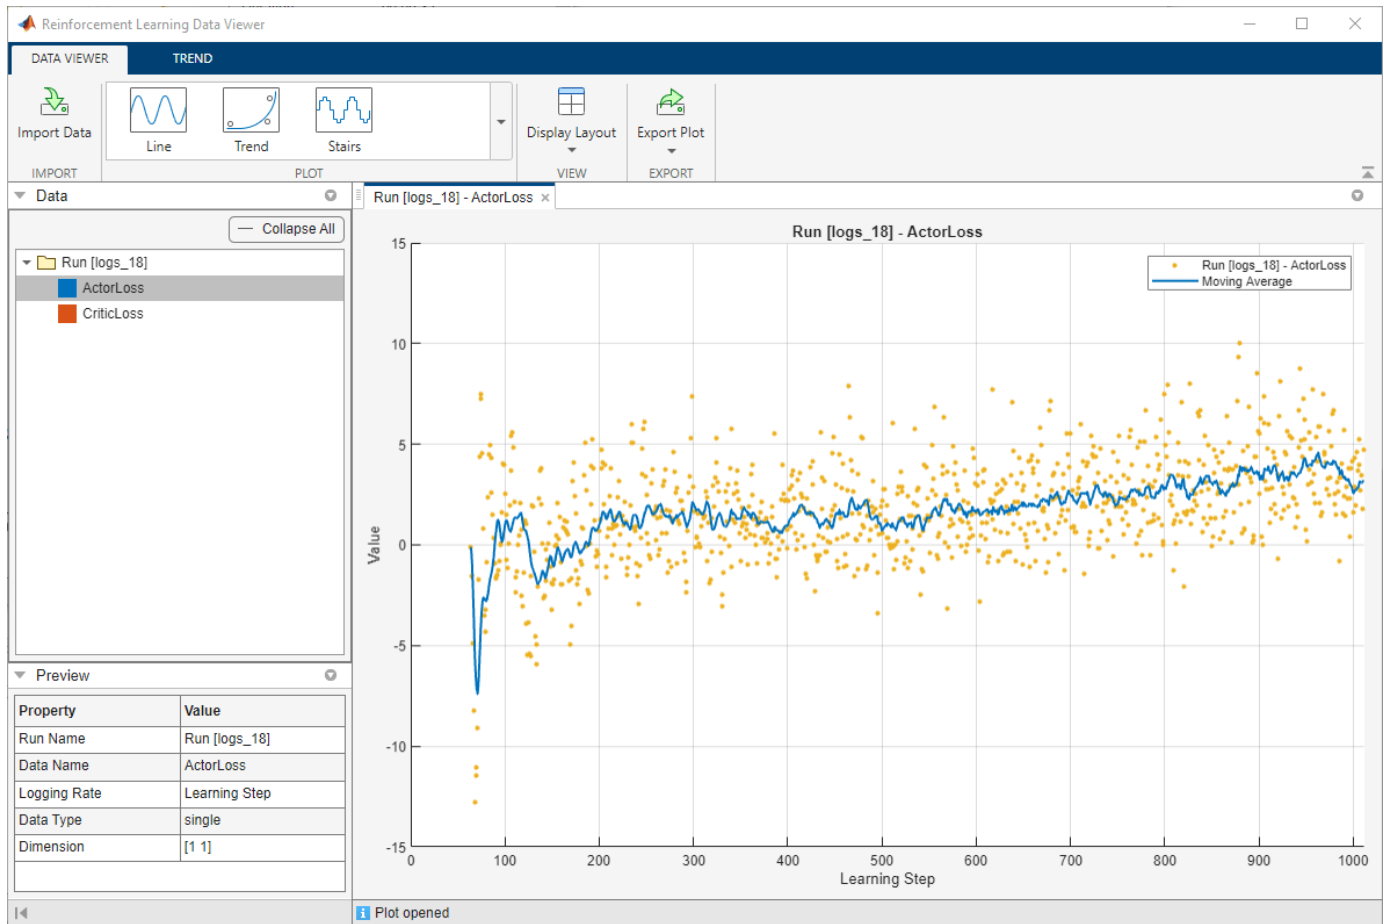 Reinforcement Learning Data Viewer
DATA VIEWER TREND
Import Data Line Trend Stairs Display Layout Export Plot
IMPORT PLOT VIEW EXPORT
Data
Collapse All
Run [logs_18]
ActorLoss
CriticLoss
Preview
Property Value
Run Name Run [logs_18]
Data Name ActorLoss
Logging Rate Learning Step
Data Type single
Dimension [1 1]
Run [logs_18] - ActorLoss ×
Run [logs_18] - ActorLoss
Run [logs_18] - ActorLoss
Moving Average
15
10
5
0
-5
-10
-15
Value
0 100 200 300 400 500 600 700 800 900 1000
Learning Step
Plot opened